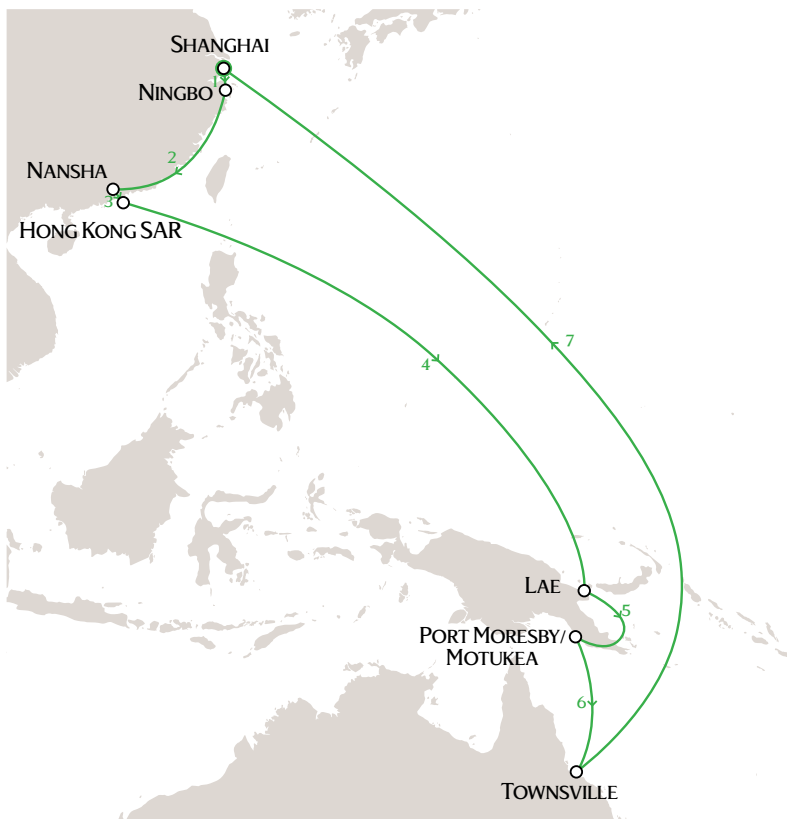 SHANGHAI
1
NINGBO
2
NANSHA
3
HONG KONG SAR
7
4
LAE
5
PORT MORESBY/
MOTUKEA
6
TOWNSVILLE